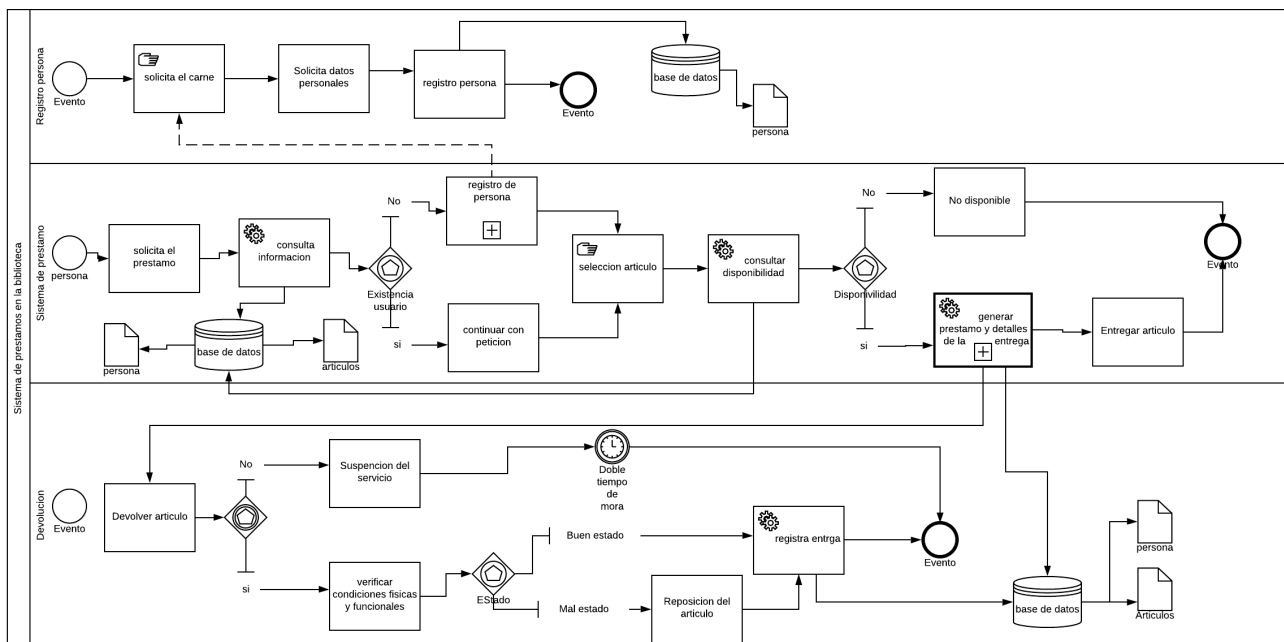 Sistema de prestamos en la biblioteca
Registro persona
Evento
solicita el carne
Solicita datos
personales
registro persona
Evento
base de datos
persona
Sistema de prestamo
persona
solicita el
prestamo
consulta
informacion
base de datos
persona
articulos
Existencia
usuario
No
registro de
persona
si
continuar con
peticion
seleccion articulo
consultar
disponibilidad
Disponivilidad
No
No disponible
si
generar
prestamo y detalles
de la entrega
Entregar articulo
Evento
Devolucion
Evento
Devolver articulo
No
Suspencion del
servicio
Doble
tiempo
de
mora
si
verificar
condiciones fisicas
y funcionales
EStado
Buen estado
Mal estado
Reposicion del
articulo
registra entrga
Evento
base de datos
persona
Articulos